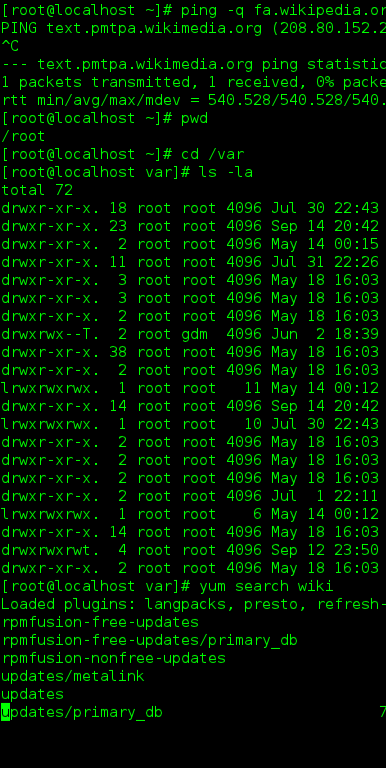 [root@localhost ~]# ping -q fa.wikipedia.or
PING text.pmtpa.wikimedia.org (208.80.152.2
^C
--- text.pmtpa.wikimedia.org ping statistic
1 packets transmitted, 1 received, 0% packe
rtt min/avg/max/mdev = 540.528/540.528/540.
[root@localhost ~]# pwd
/root
[root@localhost ~]# cd /var
[root@localhost var]# ls -la
total 72
drwxr-xr-x. 18 root root 4096 Jul 30 22:43
drwxr-xr-x. 23 root root 4096 Sep 14 20:42
drwxr-xr-x.  2 root root 4096 May 14 00:15
drwxr-xr-x. 11 root root 4096 Jul 31 22:26
drwxr-xr-x.  3 root root 4096 May 18 16:03
drwxr-xr-x.  3 root root 4096 May 18 16:03
drwxr-xr-x.  2 root root 4096 May 18 16:03
drwxrwx--T.  2 root gdm  4096 Jun  2 18:39
drwxr-xr-x. 38 root root 4096 May 18 16:03
drwxr-xr-x.  2 root root 4096 May 18 16:03
lrwxrwxrwx.  1 root root   11 May 14 00:12
drwxr-xr-x. 14 root root 4096 Sep 14 20:42
lrwxrwxrwx.  1 root root   10 Jul 30 22:43
drwxr-xr-x.  2 root root 4096 May 18 16:03
drwxr-xr-x.  2 root root 4096 May 18 16:03
drwxr-xr-x.  2 root root 4096 May 18 16:03
drwxr-xr-x.  2 root root 4096 Jul  1 22:11
lrwxrwxrwx.  1 root root    6 May 14 00:12
drwxr-xr-x. 14 root root 4096 May 18 16:03
drwxrwxrwt.  4 root root 4096 Sep 12 23:50
drwxr-xr-x.  2 root root 4096 May 18 16:03
[root@localhost var]# yum search wiki
Loaded plugins: langpacks, presto, refresh-
rpmfusion-free-updates
rpmfusion-free-updates/primary_db
rpmfusion-nonfree-updates
updates/metalink
updates
updates/primary_db                        7